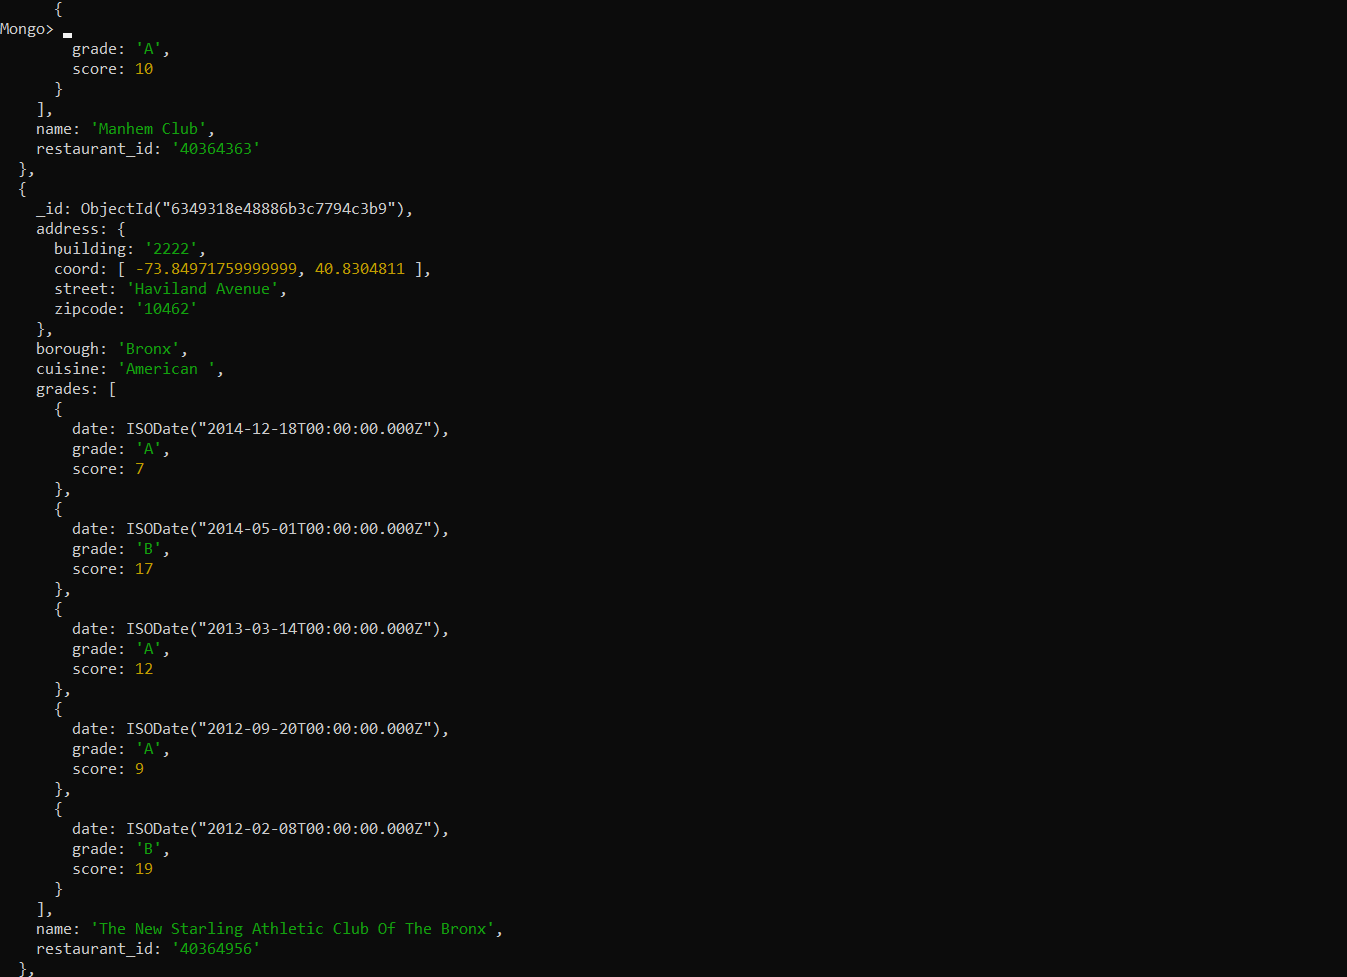 {
Mongo>
grade: 'A',
score: 10
}
],
name: 'Manhem Club',
restaurant_id: '40364363'
},
{
_id: ObjectId("6349318e48886b3c7794c3b9"),
address: {
building: '2222',
coord: [ -73.84971759999999, 40.8304811 ],
street: 'Haviland Avenue',
zipcode: '10462'
},
borough: 'Bronx',
cuisine: 'American ',
grades: [
{
date: ISODate("2014-12-18T00:00:00.000Z"),
grade: 'A',
score: 7
},
{
date: ISODate("2014-05-01T00:00:00.000Z"),
grade: 'B',
score: 17
},
{
date: ISODate("2013-03-14T00:00:00.000Z"),
grade: 'A',
score: 12
},
{
date: ISODate("2012-09-20T00:00:00.000Z"),
grade: 'A',
score: 9
},
{
date: ISODate("2012-02-08T00:00:00.000Z"),
grade: 'B',
score: 19
}
],
name: 'The New Starling Athletic Club Of The Bronx',
restaurant_id: '40364956'
},